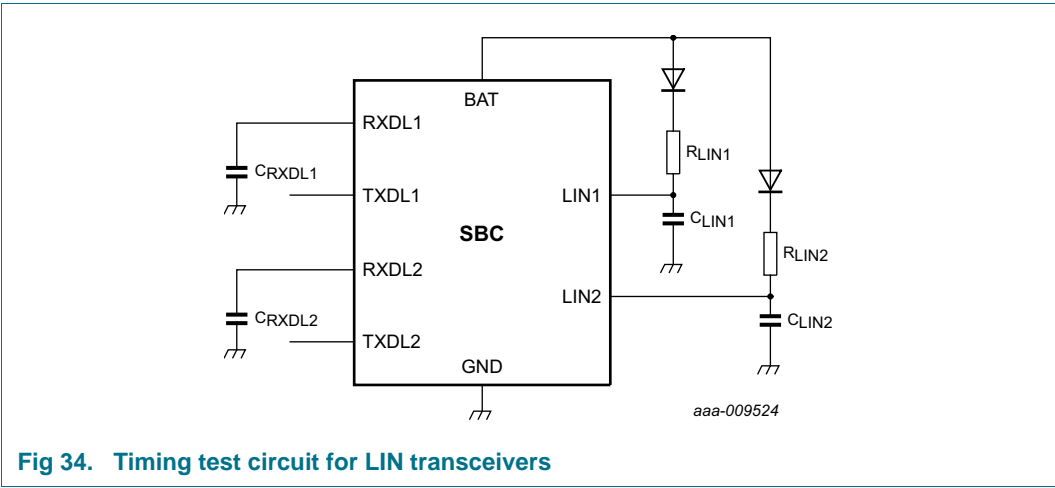 BAT
RXDL1
CRXDL1
RLIN1
TXDL1
LIN1
CLIN1
SBC
RXDL2
RLIN2
LIN2
CRXDL2
CLIN2
TXDL2
GND
aaa-009524
Fig 34. Timing test circuit for LIN transceivers